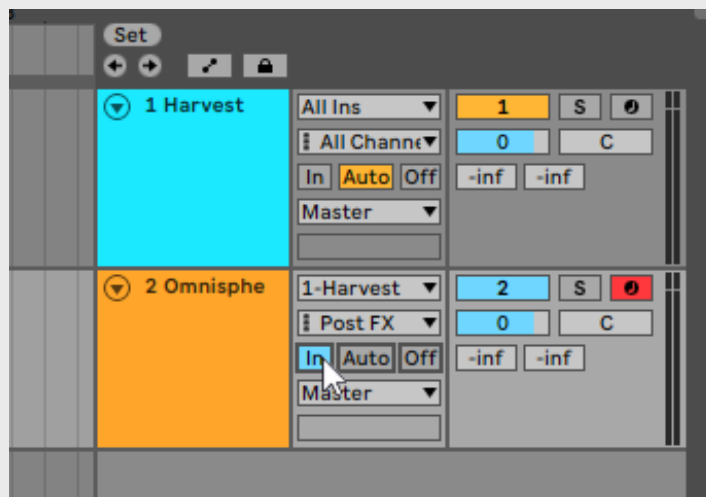 Set
1 Harvest
All Ins
1
S
All Channe
0
C
In Auto Off
-inf
-inf
Master
2 Omnisphe
1-Harvest
2
S
Post FX
0
C
In Auto Off
-inf
-inf
Master